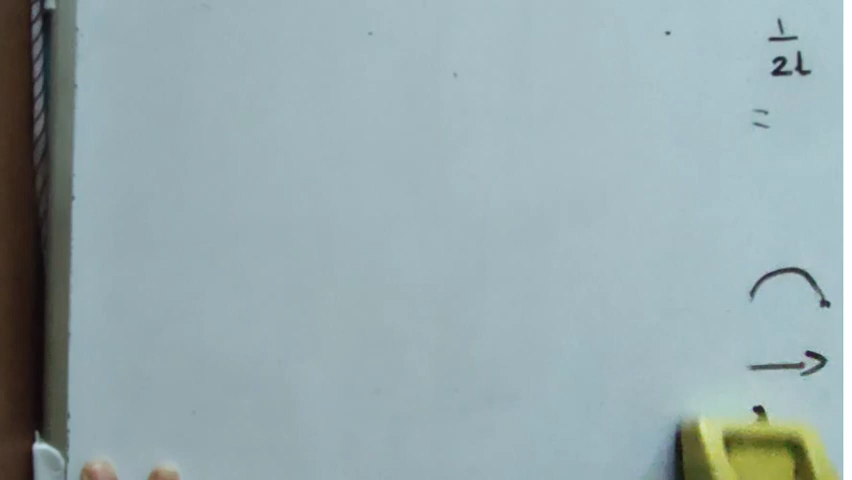 1
2l
=
→